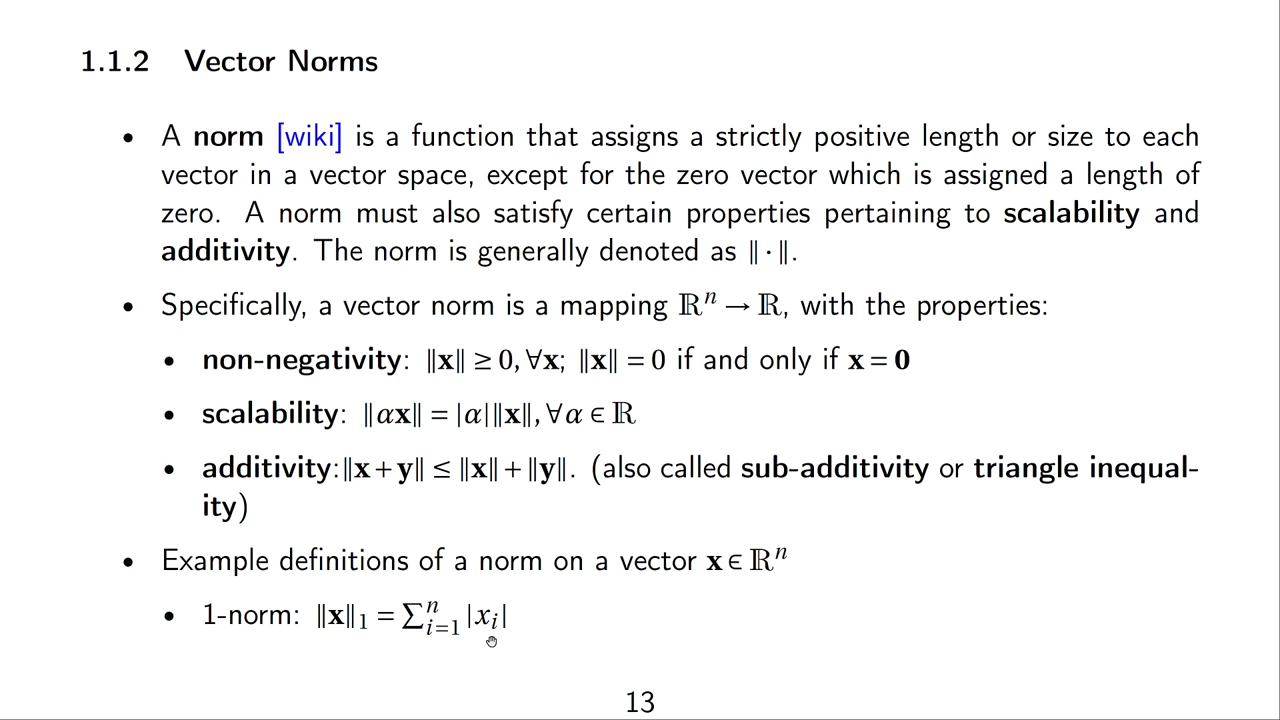 1.1.2 Vector Norms
• A norm [wiki] is a function that assigns a strictly positive length or size to each
vector in a vector space, except for the zero vector which is assigned a length of
zero. A norm must also satisfy certain properties pertaining to scalability and
additivity. The norm is generally denoted as ‖·‖.
• Specifically, a vector norm is a mapping ℝⁿ → ℝ, with the properties:
• non-negativity: ‖x‖ ≥ 0, ∀x; ‖x‖ = 0 if and only if x = 0
• scalability: ‖αx‖ = |α|‖x‖, ∀α ∈ ℝ
• additivity:‖x + y‖ ≤ ‖x‖ + ‖y‖. (also called sub-additivity or triangle inequal-
ity)
• Example definitions of a norm on a vector x ∈ ℝⁿ
• 1-norm: ‖x‖₁ = ∑ⁿᵢ₌₁ |xᵢ|
13